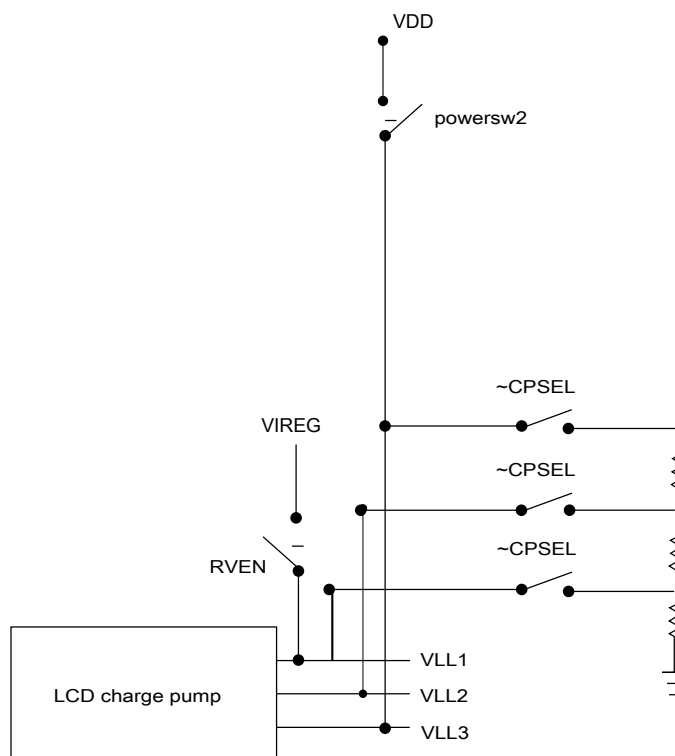 VDD
powersw2
~CPSEL
VIREG
~CPSEL
~CPSEL
RVEN
VLL1
LCD charge pump
VLL2
VLL3